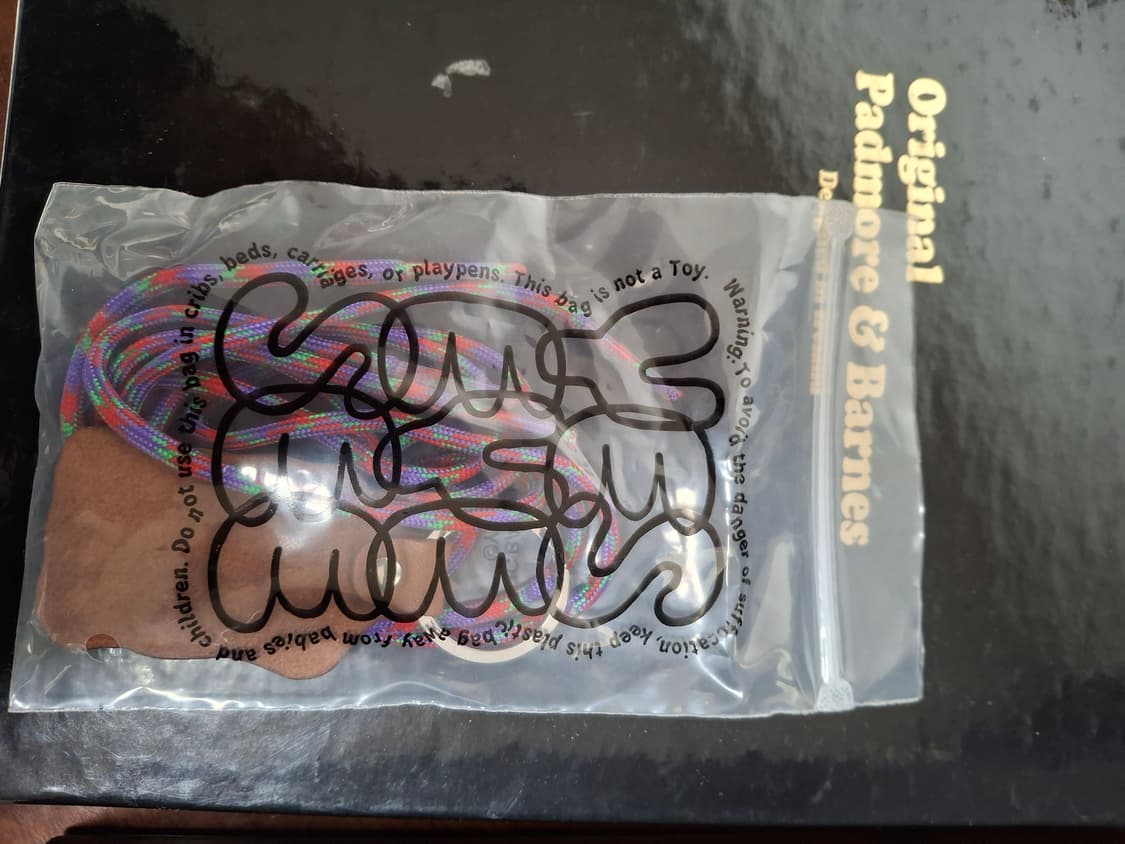 Original
Padmore & Barnes
Warning: To avoid the danger of suffocation, keep this plastic bag away from babies and children. Do not use this bag in cribs, beds, carriages, or playpens. This bag is not a Toy.